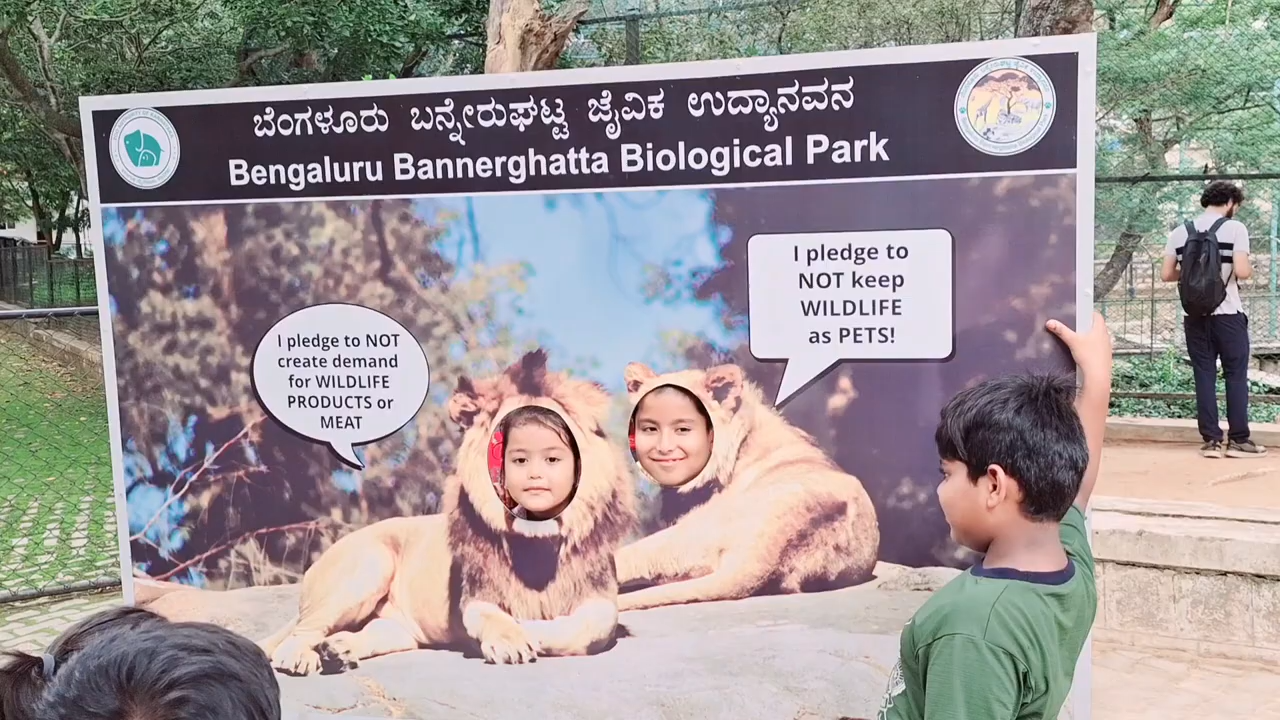 ಬೆಂಗಳೂರು ಬನ್ನೇರುಘಟ್ಟ ಜೈವಿಕ ಉದ್ಯಾನವನ
Bengaluru Bannerghatta Biological Park
I pledge to NOT
create demand
for WILDLIFE
PRODUCTS or
MEAT
I pledge to
NOT keep
WILDLIFE
as PETS!